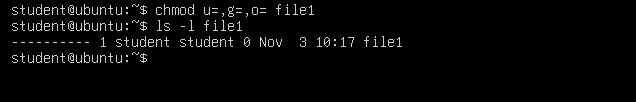 student@ubuntu:~$ chmod u=,g=,o= file1
student@ubuntu:~$ ls -l file1
---------- 1 student student 0 Nov  3 10:17 file1
student@ubuntu:~$